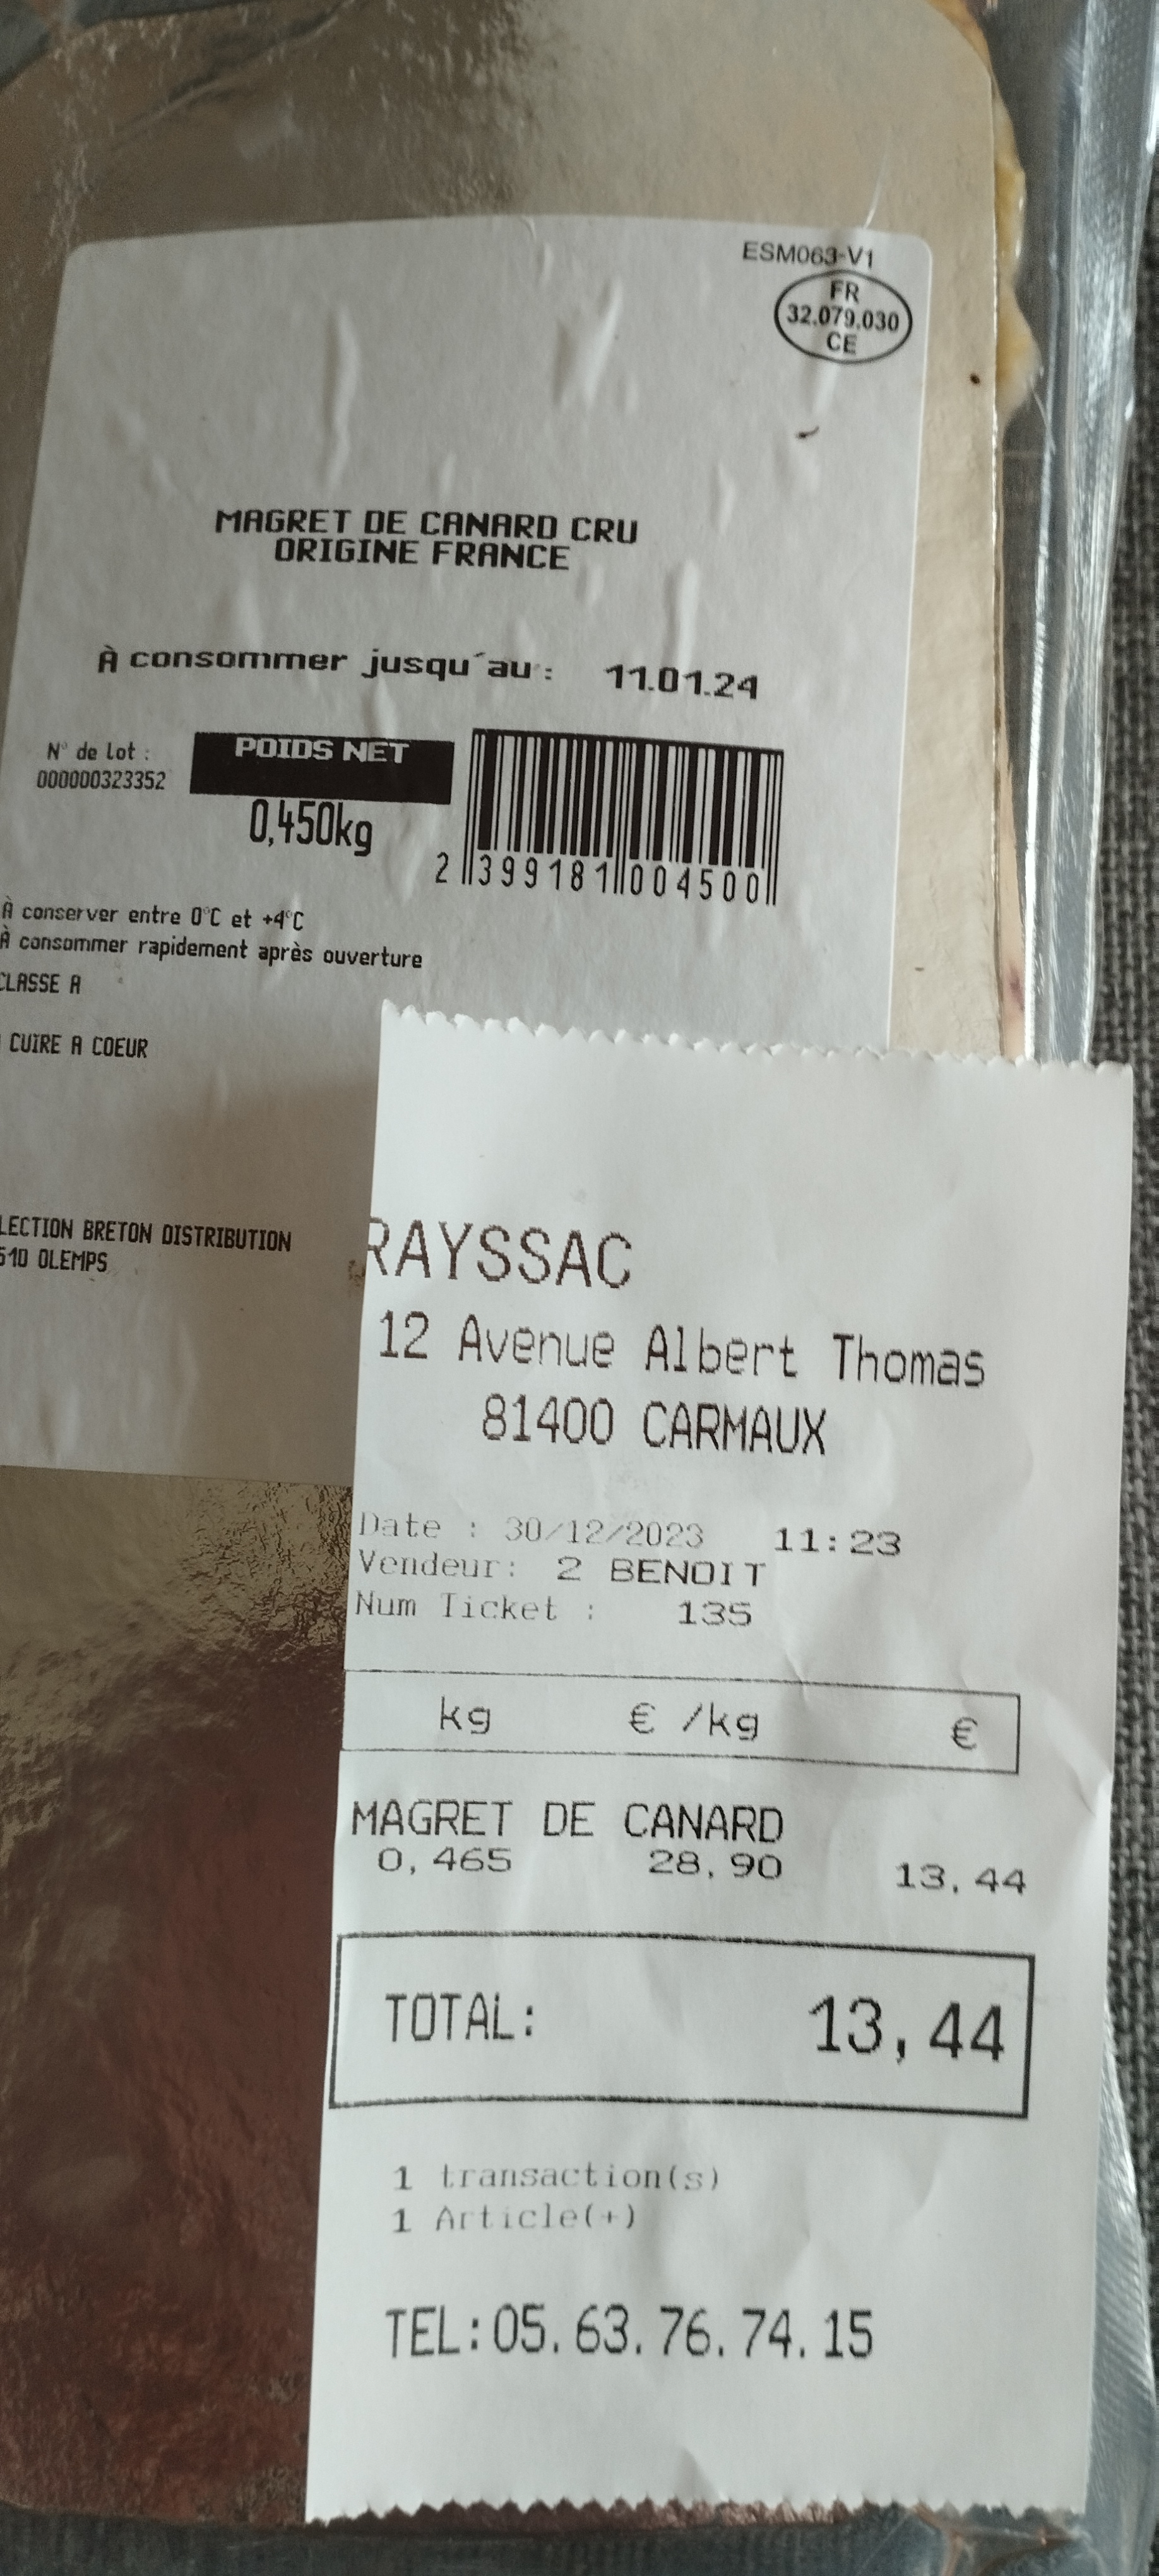 ESM063-V1
FR
32.079.030
CE
MAGRET DE CANARD CRU
ORIGINE FRANCE
À consommer jusqu'au : 11.01.24
N° de lot :
000000323352
POIDS NET
0,450kg
2 399181 004500
À conserver entre 0°C et +4°C
À consommer rapidement après ouverture
CLASSE A
CUIRE A COEUR
LECTION BRETON DISTRIBUTION
510 OLEMPS
RAYSSAC
12 Avenue Albert Thomas
81400 CARMAUX
Date : 30/12/2023 11:23
Vendeur: 2 BENOIT
Num Ticket : 135
kg € /kg €
MAGRET DE CANARD
0,465 28,90 13,44
TOTAL: 13,44
1 transaction(s)
1 Article(+)
TEL:05.63.76.74.15